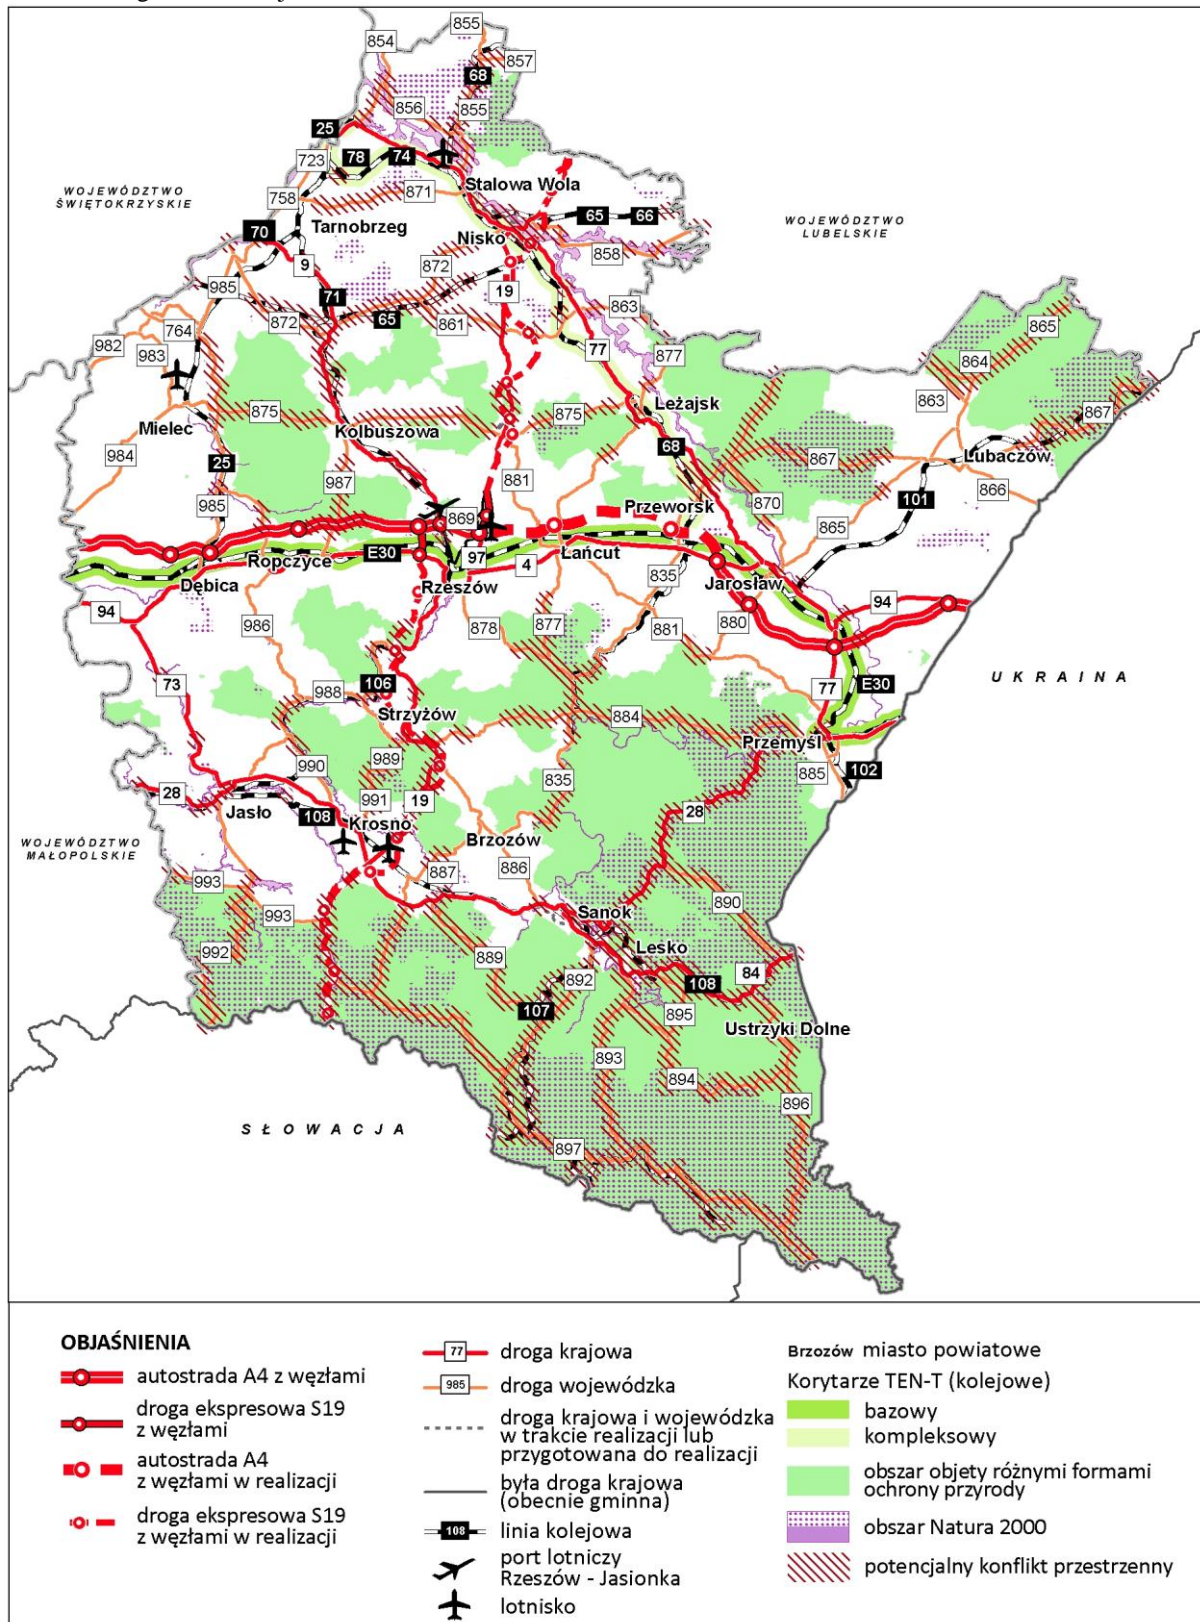 855
854
857
68
856
855
25
723
78
74
WOJEWÓDZTWO
ŚWIĘTOKRZYSKIE
758
871
Stalowa Wola
65
66
WOJEWÓDZTWO
LUBELSKIE
70
Tarnobrzeg
Nisko
858
9
872
985
71
19
872
65
861
863
865
764
982
983
77
877
864
863
875
Leżajsk
867
Mielec
Kolbuszowa
875
984
25
68
867
Lubaczów
987
881
866
985
870
101
869
Przeworsk
865
Ropczyce
E30
97
Łańcut
Dębica
Rzeszów
4
835
Jarosław
94
986
878
877
881
880
94
73
106
77
E30
UKRAINA
988
Strzyżów
884
Przemyśl
989
835
885
102
990
28
991
19
28
Jasło
108
Krosno
Brzozów
WOJEWÓDZTWO
MAŁOPOLSKIE
887
886
993
890
993
Sanok
992
889
Lesko
892
84
108
107
895
Ustrzyki Dolne
893
894
896
SŁOWACJA
897
OBJAŚNIENIA
autostrada A4 z węzłami
droga ekspresowa S19
z węzłami
autostrada A4
z węzłami w realizacji
droga ekspresowa S19
z węzłami w realizacji
77 droga krajowa
985 droga wojewódzka
droga krajowa i wojewódzka
w trakcie realizacji lub
przygotowana do realizacji
była droga krajowa
(obecnie gminna)
108 linia kolejowa
port lotniczy
Rzeszów - Jasionka
lotnisko
Brzozów miasto powiatowe
Korytarze TEN-T (kolejowe)
bazowy
kompleksowy
obszar objety różnymi formami
ochrony przyrody
obszar Natura 2000
potencjalny konflikt przestrzenny